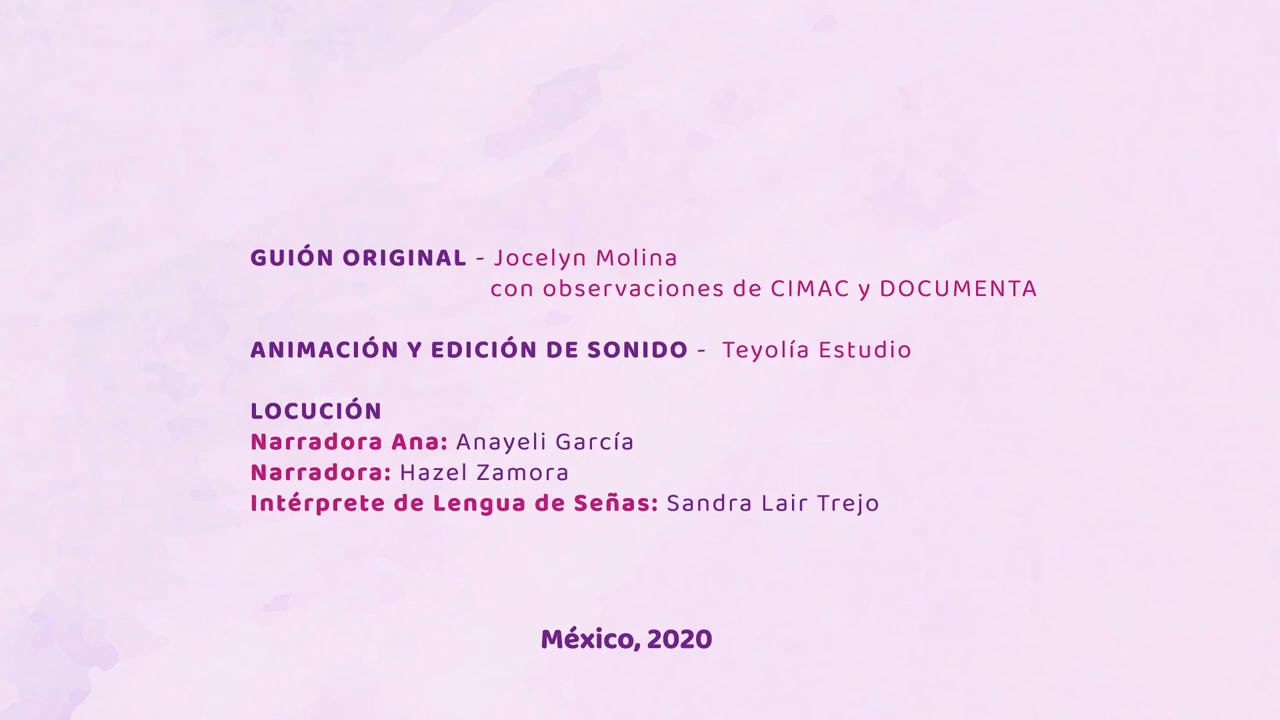 GUIÓN ORIGINAL - Jocelyn Molina
con observaciones de CIMAC y DOCUMENTA
ANIMACIÓN Y EDICIÓN DE SONIDO - Teyolía Estudio
LOCUCIÓN
Narradora Ana: Anayeli García
Narradora: Hazel Zamora
Intérprete de Lengua de Señas: Sandra Lair Trejo
México, 2020